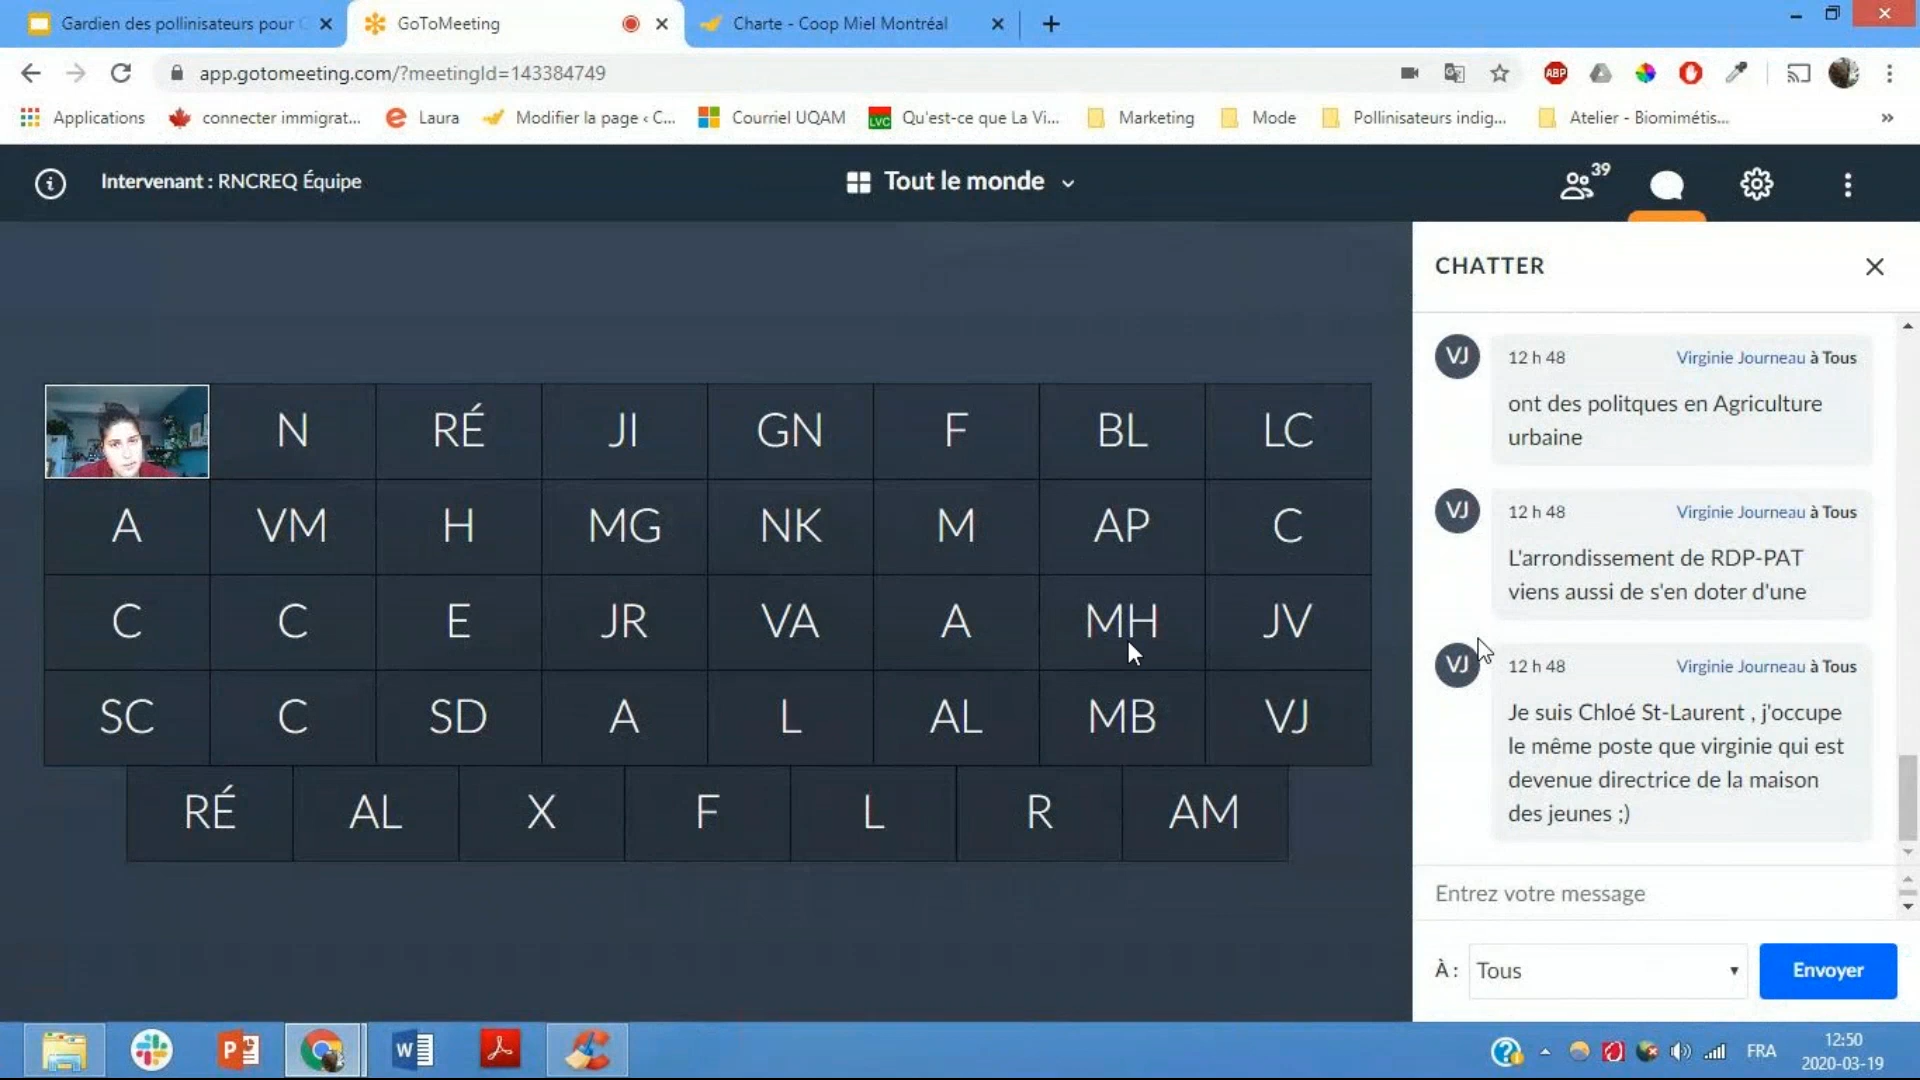 Gardien des pollinisateurs pour
GoToMeeting
Charte - Coop Miel Montréal
app.gotomeeting.com/?meetingId=143384749
ABP
Applications
connecter immigrat...
Laura
Modifier la page ‹ C...
Courriel UQAM
LVC
Qu'est-ce que La Vi...
Marketing
Mode
Pollinisateurs indig...
Atelier - Biomimétis...
»
Intervenant : RNCREQ Équipe
Tout le monde
39
CHATTER
N RÉ JI GN F BL LC
A VM H MG NK M AP C
C C E JR VA A MH JV
SC C SD A L AL MB VJ
RÉ AL X F L R AM
VJ
12 h 48 Virginie Journeau à Tous
ont des politques en Agriculture
urbaine
VJ
12 h 48 Virginie Journeau à Tous
L'arrondissement de RDP-PAT
viens aussi de s'en doter d'une
VJ
12 h 48 Virginie Journeau à Tous
Je suis Chloé St-Laurent , j'occupe
le même poste que virginie qui est
devenue directrice de la maison
des jeunes ;)
Entrez votre message
À : Tous
Envoyer
FRA
12:50
2020-03-19